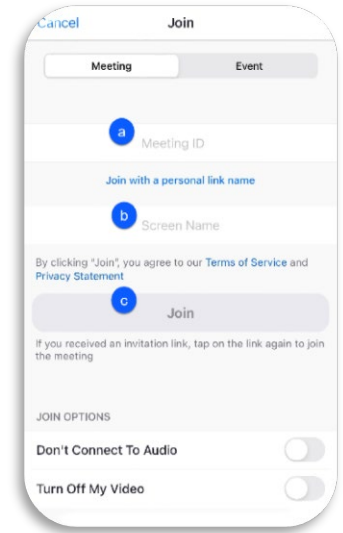 Cancel Join
Meeting Event
a
Meeting ID
Join with a personal link name
b
Screen Name
By clicking "Join", you agree to our Terms of Service and
Privacy Statement
c
Join
If you received an invitation link, tap on the link again to join
the meeting
JOIN OPTIONS
Don't Connect To Audio
Turn Off My Video